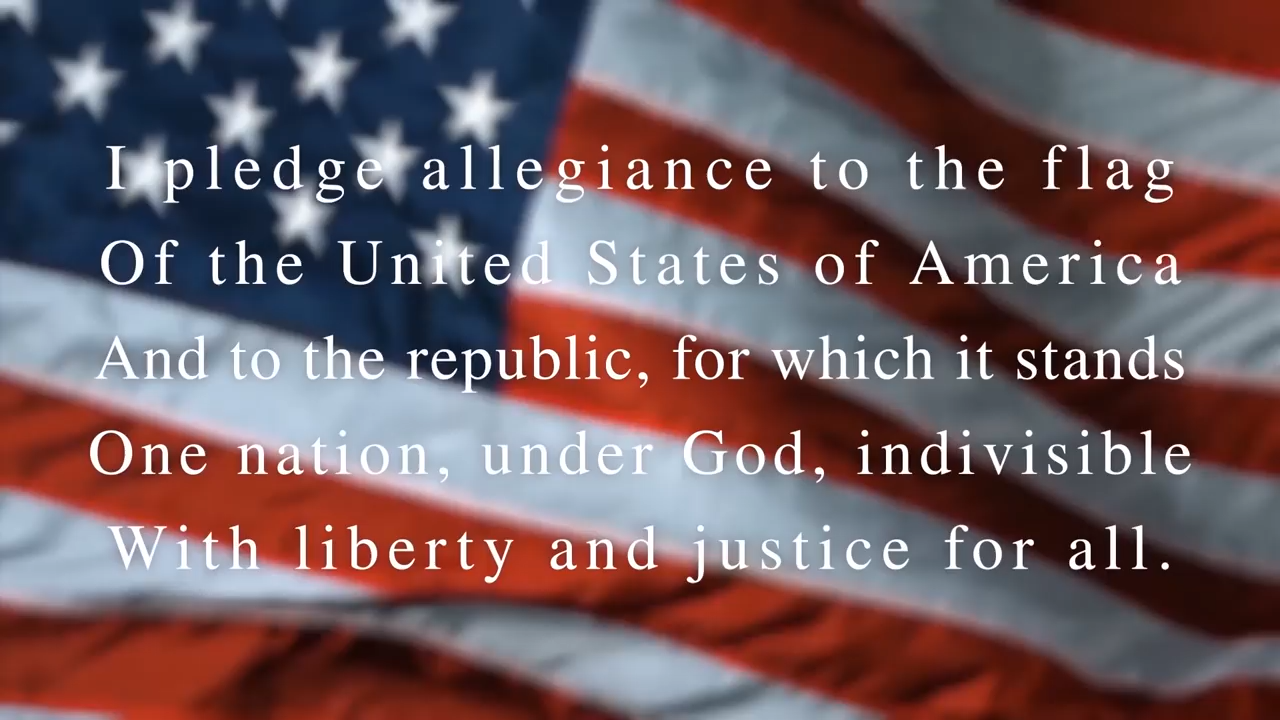 I pledge allegiance to the flag
Of the United States of America
And to the republic, for which it stands
One nation, under God, indivisible
With liberty and justice for all.